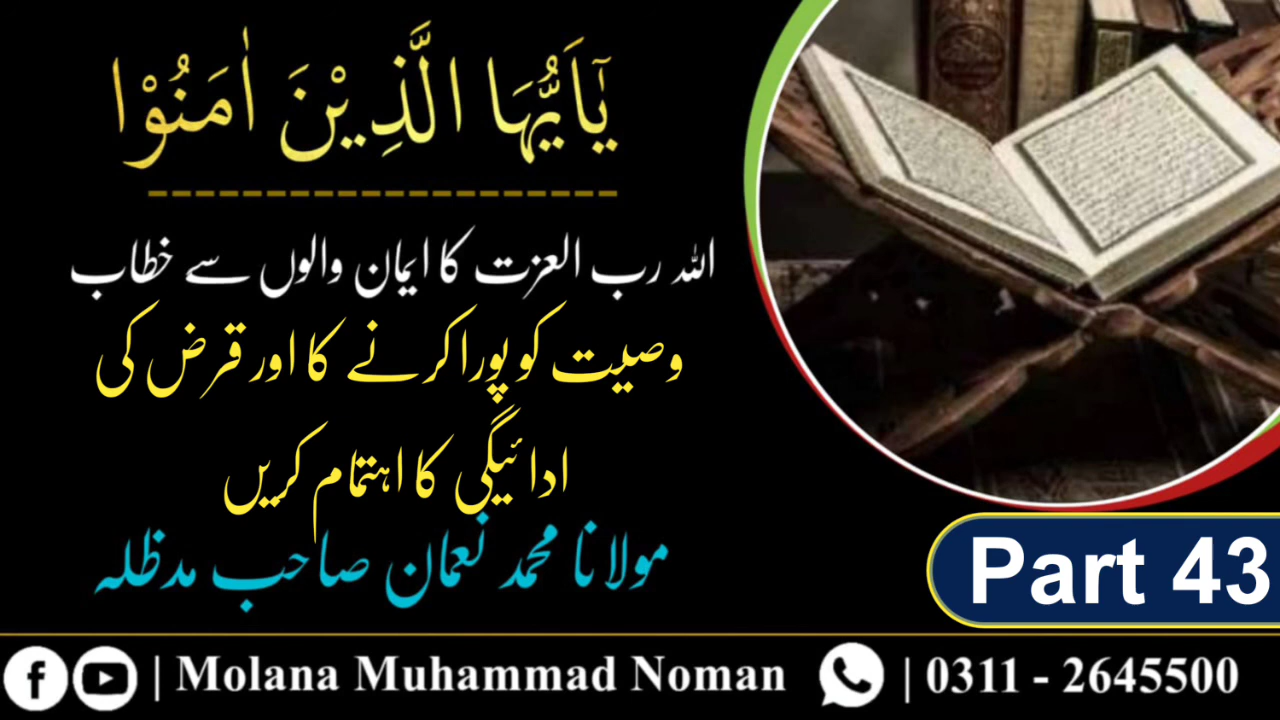 يٰۤاَيُّهَا الَّذِيْنَ اٰمَنُوْا
اللہ رب العزت کا ایمان والوں سے خطاب
وصیت کو پورا کرنے کا اور قرض کی
ادائیگی کا اہتمام کریں
مولانا محمد نعمان صاحب مدظلہ
Part 43
| Molana Muhammad Noman
| 0311 - 2645500